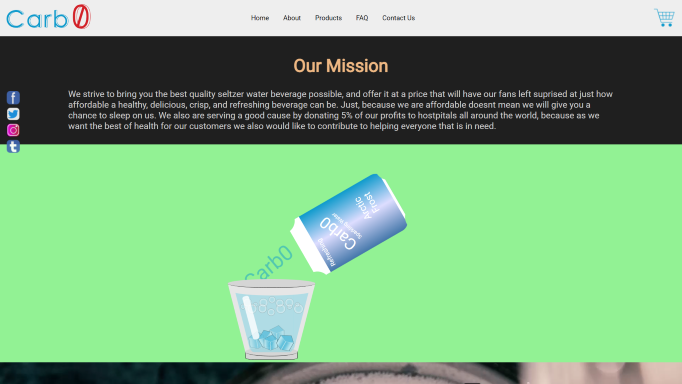 Carb0
Home About Products FAQ Contact Us
Our Mission
We strive to bring you the best quality seltzer water beverage possible, and offer it at a price that will have our fans left suprised at just how
affordable a healthy, delicious, crisp, and refreshing beverage can be. Just, because we are affordable doesnt mean we will give you a
chance to sleep on us. We also are serving a good cause by donating 5% of our profits to hostpitals all around the world, because as we
want the best of health for our customers we also would like to contribute to helping everyone that is in need.
Arctic
Frost
Sparkling Water
Carb0
Refreshing
Carb0